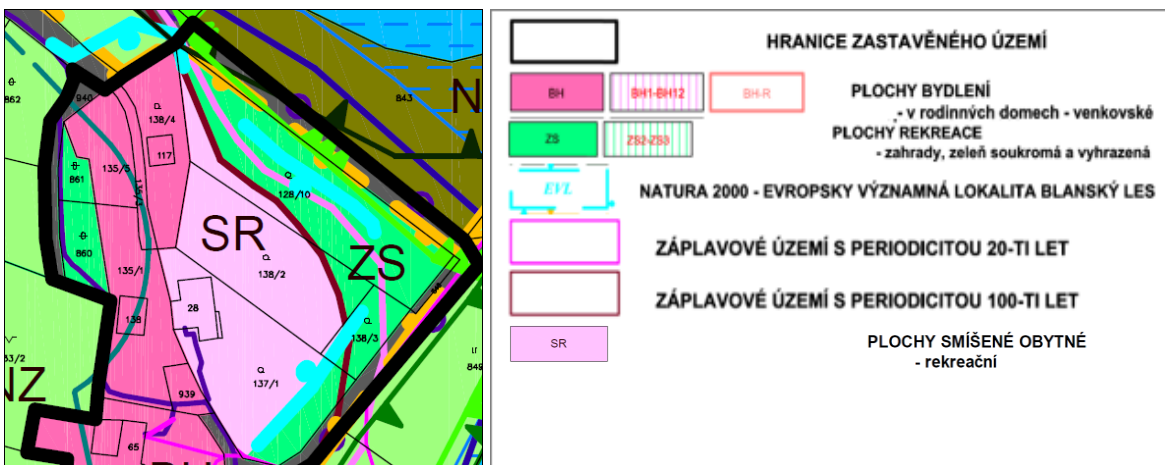 862
940
843
N
138/4
117
135/5
861
128/10
SR
860
138/2
ZS
135/1
28
138
138/3
NZ
137/1
849
939
65
HRANICE ZASTAVĚNÉHO ÚZEMÍ
BH BH1-BH12 BH-R PLOCHY BYDLENÍ
- v rodinných domech - venkovské
ZS ZS2-ZS3 PLOCHY REKREACE
- zahrady, zeleň soukromá a vyhrazená
EVL NATURA 2000 - EVROPSKY VÝZNAMNÁ LOKALITA BLANSKÝ LES
ZÁPLAVOVÉ ÚZEMÍ S PERIODICITOU 20-TI LET
ZÁPLAVOVÉ ÚZEMÍ S PERIODICITOU 100-TI LET
SR PLOCHY SMÍŠENÉ OBYTNÉ
- rekreační